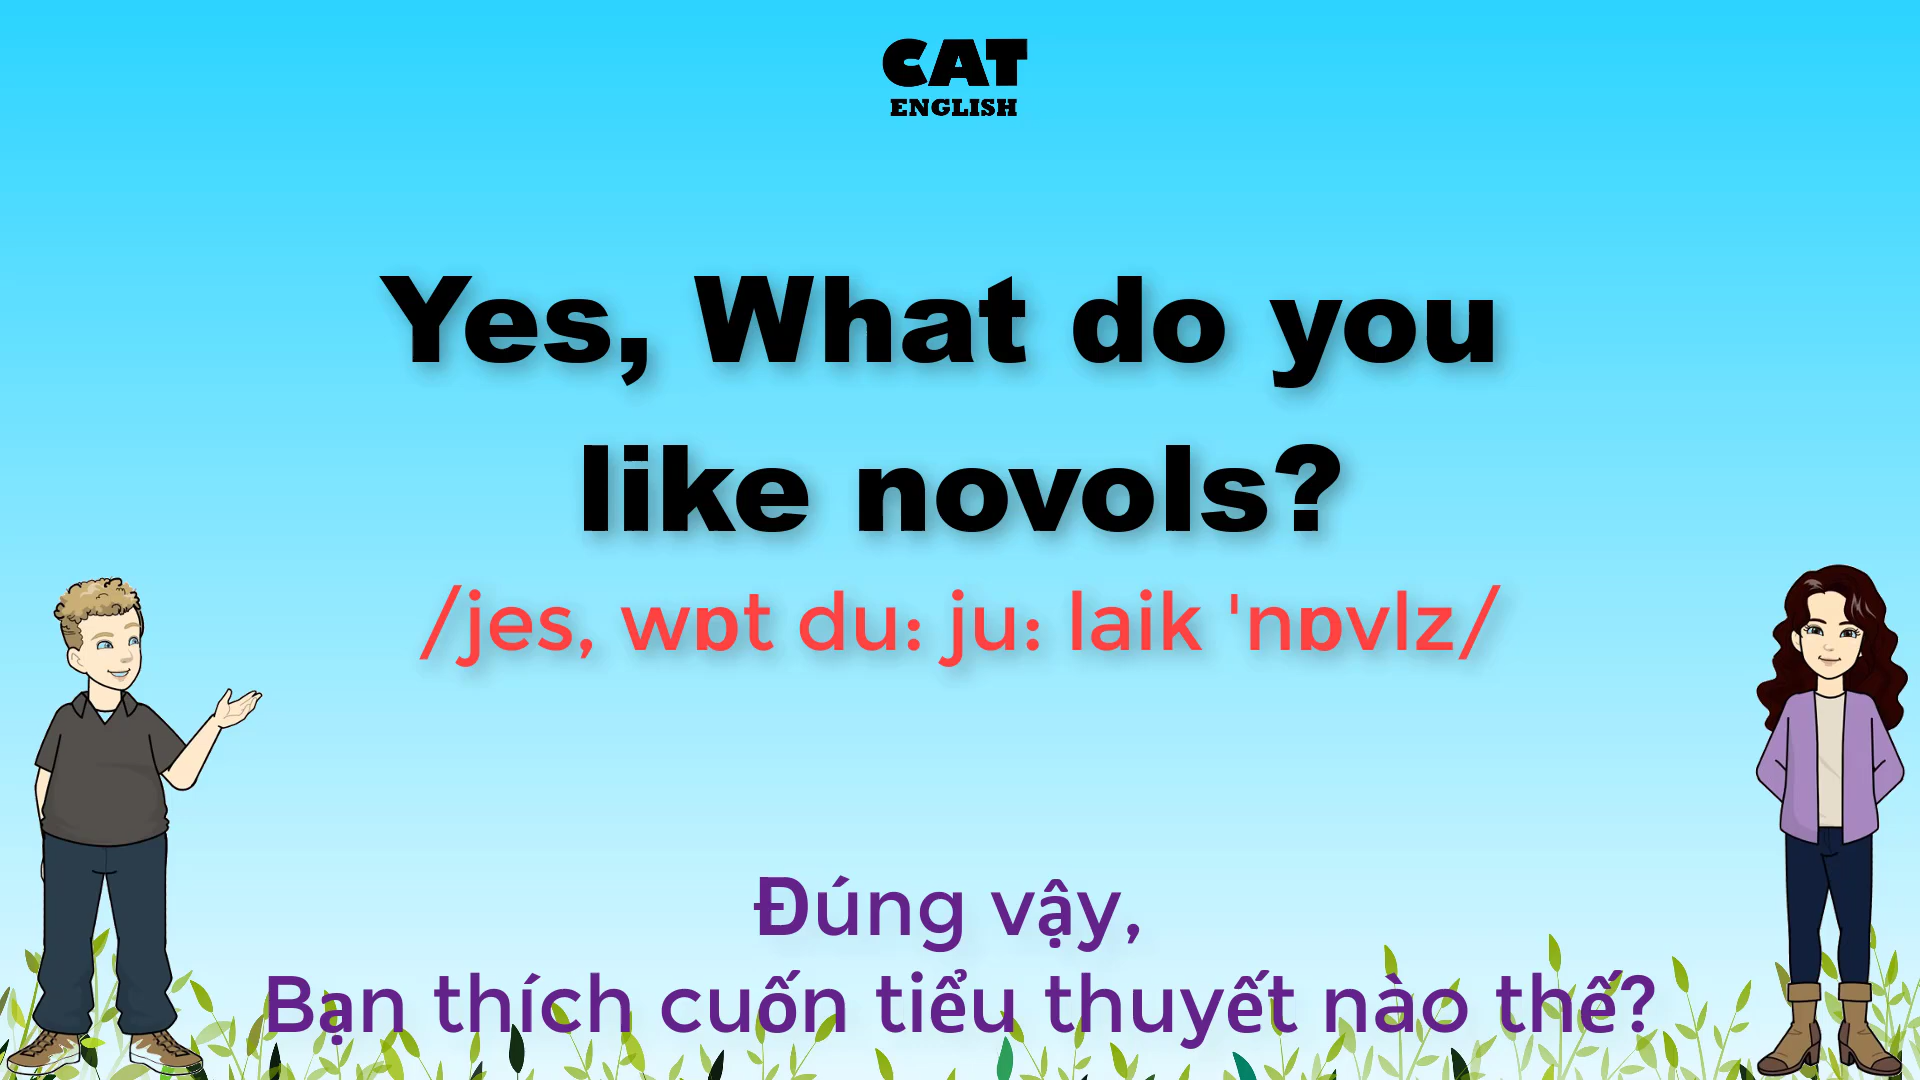 CAT
ENGLISH
Yes, What do you
like novols?
/jes, wɒt du: ju: laik 'nɒvlz/
Đúng vậy,
Bạn thích cuốn tiểu thuyết nào thế?